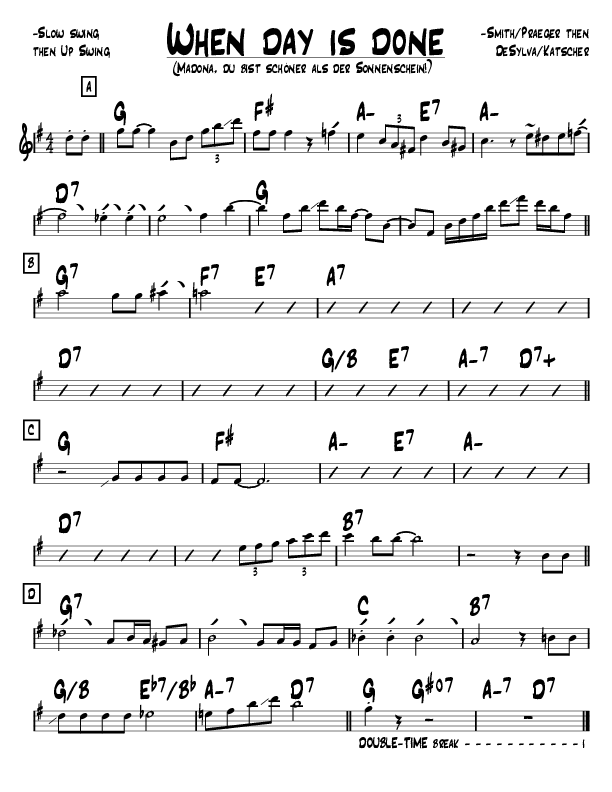 -Slow swing
then Up Swing
When day is done
(Madona, du bist schöner als der Sonnenschein!)
-Smith/Praeger then
DeSylva/Katscher
A
G F# A- E7 A-
4
4
3 3
D7 G
B
G7 F7 E7 A7
D7 G/B E7 A-7 D7+
C
G F# A- E7 A-
D7 B7
3 3
D
G7 C B7
G/B Eb7/Bb A-7 D7 G G#o7 A-7 D7
DOUBLE-TIME BREAK